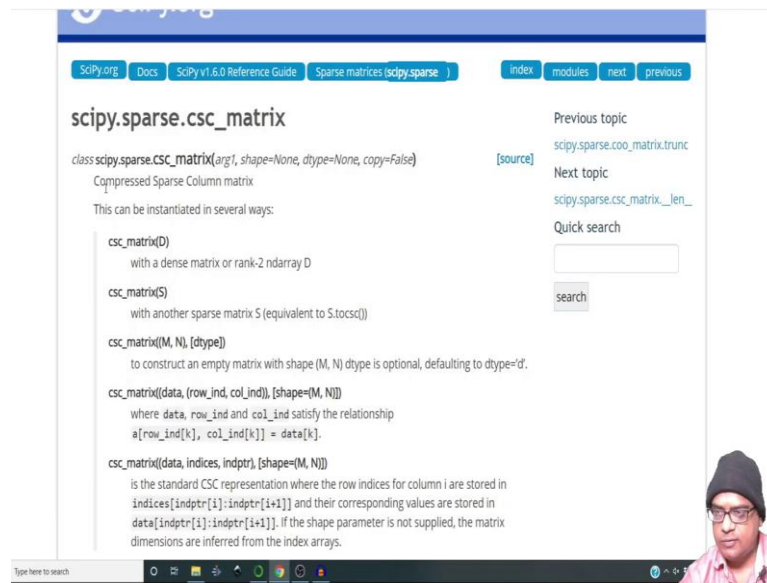 SciPy.org Docs SciPy v1.6.0 Reference Guide Sparse matrices (scipy.sparse ) index modules next previous
scipy.sparse.csc_matrix
class scipy.sparse.csc_matrix(arg1, shape=None, dtype=None, copy=False) [source]
Compressed Sparse Column matrix
This can be instantiated in several ways:
csc_matrix(D)
with a dense matrix or rank-2 ndarray D
csc_matrix(S)
with another sparse matrix S (equivalent to S.tocsc())
csc_matrix((M, N), [dtype])
to construct an empty matrix with shape (M, N) dtype is optional, defaulting to dtype='d'.
csc_matrix((data, (row_ind, col_ind)), [shape=(M, N)])
where data, row_ind and col_ind satisfy the relationship
a[row_ind[k], col_ind[k]] = data[k].
csc_matrix((data, indices, indptr), [shape=(M, N)])
is the standard CSC representation where the row indices for column i are stored in
indices[indptr[i]:indptr[i+1]] and their corresponding values are stored in
data[indptr[i]:indptr[i+1]]. If the shape parameter is not supplied, the matrix
dimensions are inferred from the index arrays.
Previous topic
scipy.sparse.coo_matrix.trunc
Next topic
scipy.sparse.csc_matrix.__len__
Quick search
search
Type here to search